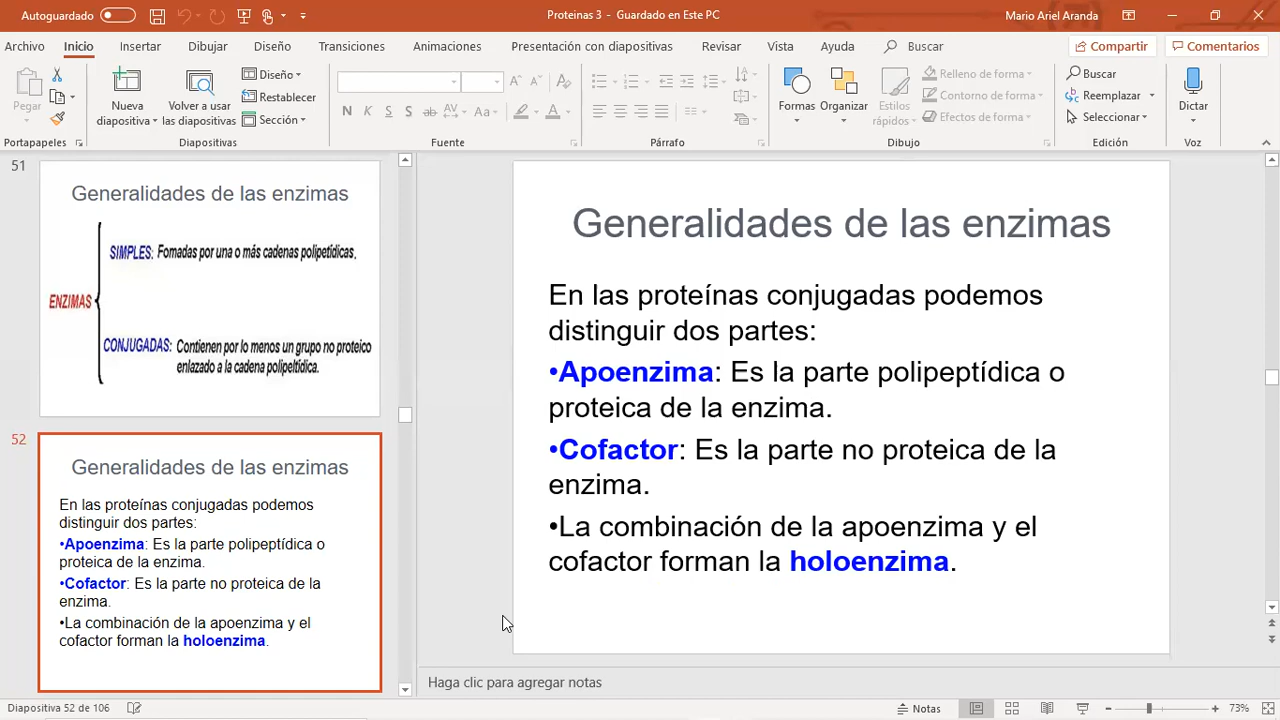 Autoguardado
Proteinas 3 - Guardado en Este PC
Mario Ariel Aranda
Archivo Inicio Insertar Dibujar Diseño Transiciones Animaciones Presentación con diapositivas Revisar Vista Ayuda Buscar Compartir Comentarios
Pegar
Portapapeles
Nueva
diapositiva
Volver a usar
las diapositivas
Diseño
Restablecer
Sección
Diapositivas
N K S ab AV Aa A
Fuente
Párrafo
Formas
Organizar
Estilos
rápidos
Relleno de forma
Contorno de forma
Efectos de forma
Dibujo
Buscar
Reemplazar
Seleccionar
Edición
Dictar
Voz
51
Generalidades de las enzimas
ENZIMAS
SIMPLES: Fomadas por una o más cadenas polipetídicas.
CONJUGADAS: Contienen por lo menos un grupo no proteico
enlazado a la cadena polipeltídica.
52
Generalidades de las enzimas
En las proteínas conjugadas podemos
distinguir dos partes:
•Apoenzima: Es la parte polipeptídica o
proteica de la enzima.
•Cofactor: Es la parte no proteica de la
enzima.
•La combinación de la apoenzima y el
cofactor forman la holoenzima.
Generalidades de las enzimas
En las proteínas conjugadas podemos
distinguir dos partes:
•Apoenzima: Es la parte polipeptídica o
proteica de la enzima.
•Cofactor: Es la parte no proteica de la
enzima.
•La combinación de la apoenzima y el
cofactor forman la holoenzima.
Haga clic para agregar notas
Diapositiva 52 de 106
Notas
73%